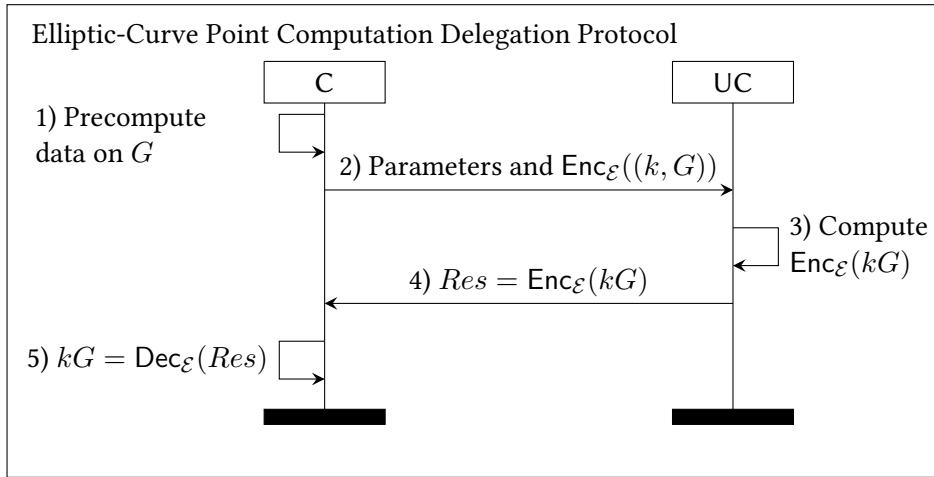 Elliptic-Curve Point Computation Delegation Protocol
C
UC
1) Precompute
data on G
2) Parameters and Enc_ℰ((k, G))
3) Compute
Enc_ℰ(kG)
4) Res = Enc_ℰ(kG)
5) kG = Dec_ℰ(Res)